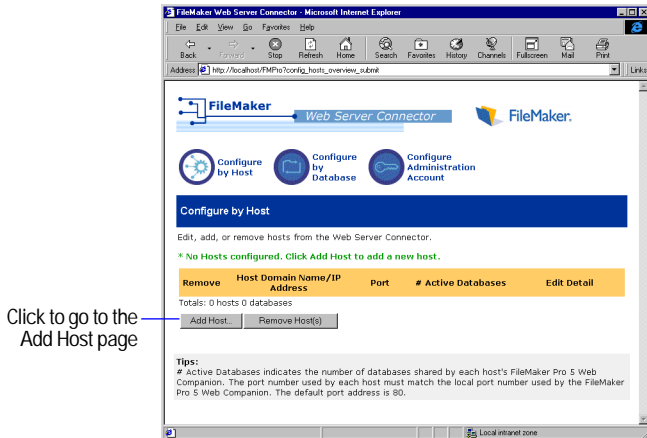 FileMaker Web Server Connector - Microsoft Internet Explorer
File Edit View Go Favorites Help
Back Forward Stop Refresh Home Search Favorites History Channels Fullscreen Mail Print
Address http://localhost/FMPro?config_hosts_overview_submit Links
FileMaker
Web Server Connector
FileMaker.
Configure by Host
Configure by Database
Configure Administration Account
Configure by Host
Edit, add, or remove hosts from the Web Server Connector.
* No Hosts configured. Click Add Host to add a new host.
Remove Host Domain Name/IP Address Port # Active Databases Edit Detail
Totals: 0 hosts 0 databases
Add Host... Remove Host(s)
Click to go to the
Add Host page
Tips:
# Active Databases indicates the number of databases shared by each host's FileMaker Pro 5 Web
Companion. The port number used by each host must match the local port number used by the FileMaker
Pro 5 Web Companion. The default port address is 80.
Local intranet zone